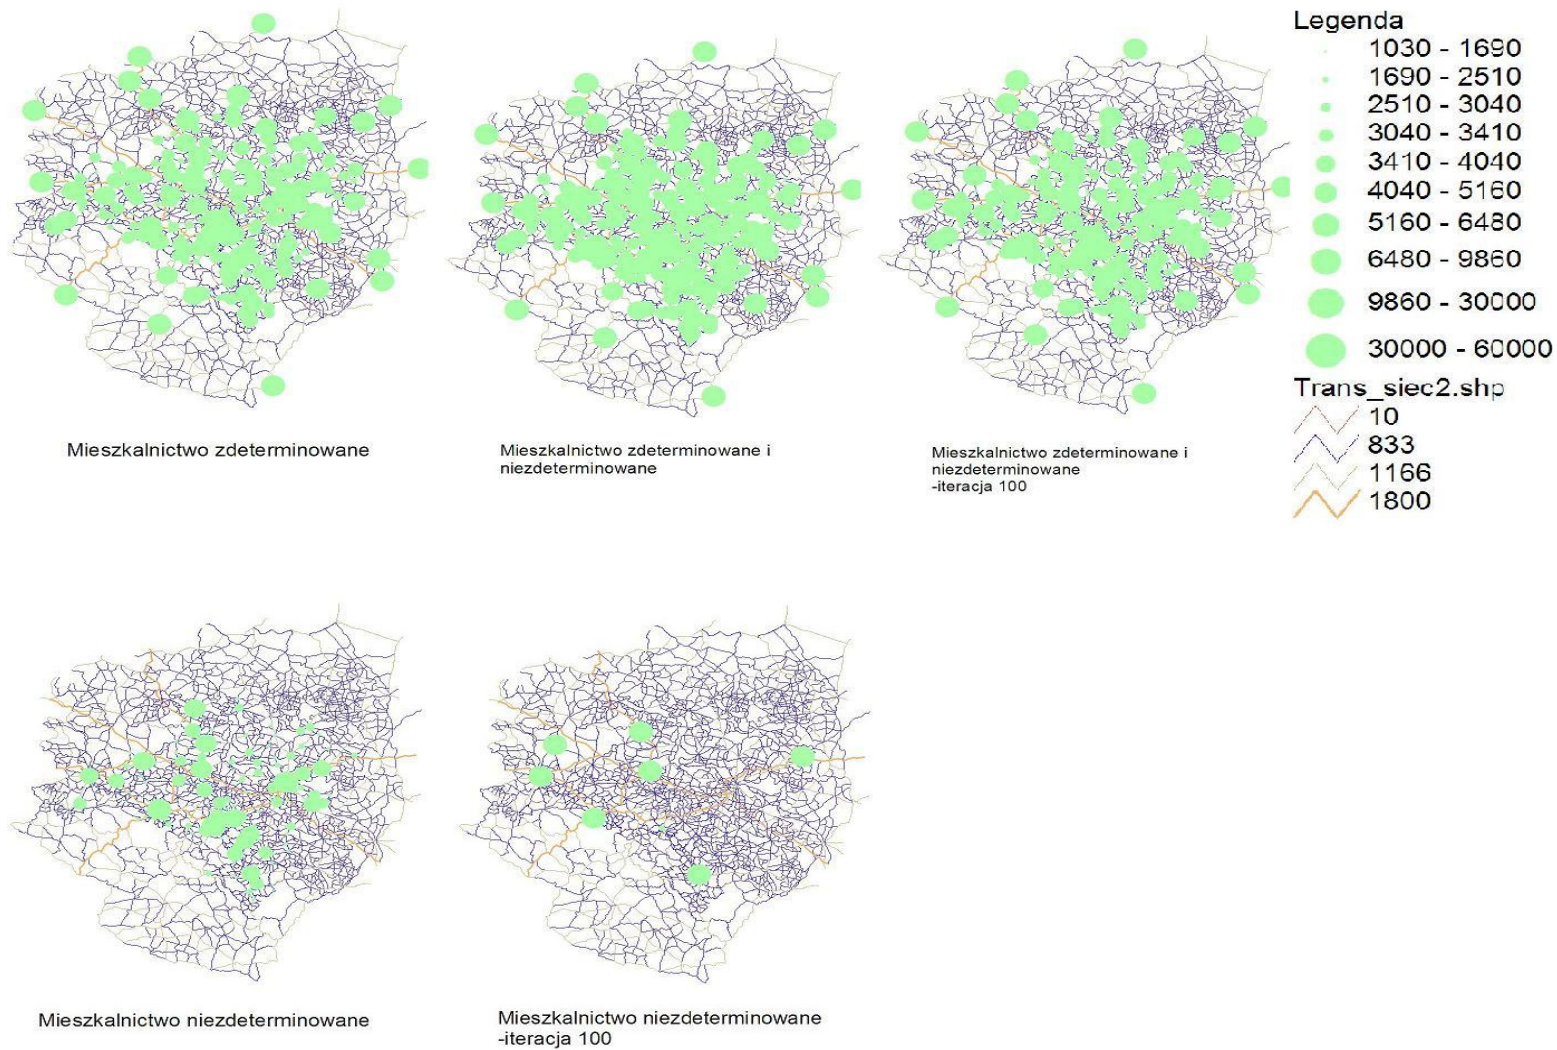 Legenda
1030 - 1690
1690 - 2510
2510 - 3040
3040 - 3410
3410 - 4040
4040 - 5160
5160 - 6480
6480 - 9860
9860 - 30000
30000 - 60000
Trans_siec2.shp
10
833
1166
1800
Mieszkalnictwo zdeterminowane
Mieszkalnictwo zdeterminowane i
niezdeterminowane
Mieszkalnictwo zdeterminowane i
niezdeterminowane
-iteracja 100
Mieszkalnictwo niezdeterminowane
Mieszkalnictwo niezdeterminowane
-iteracja 100